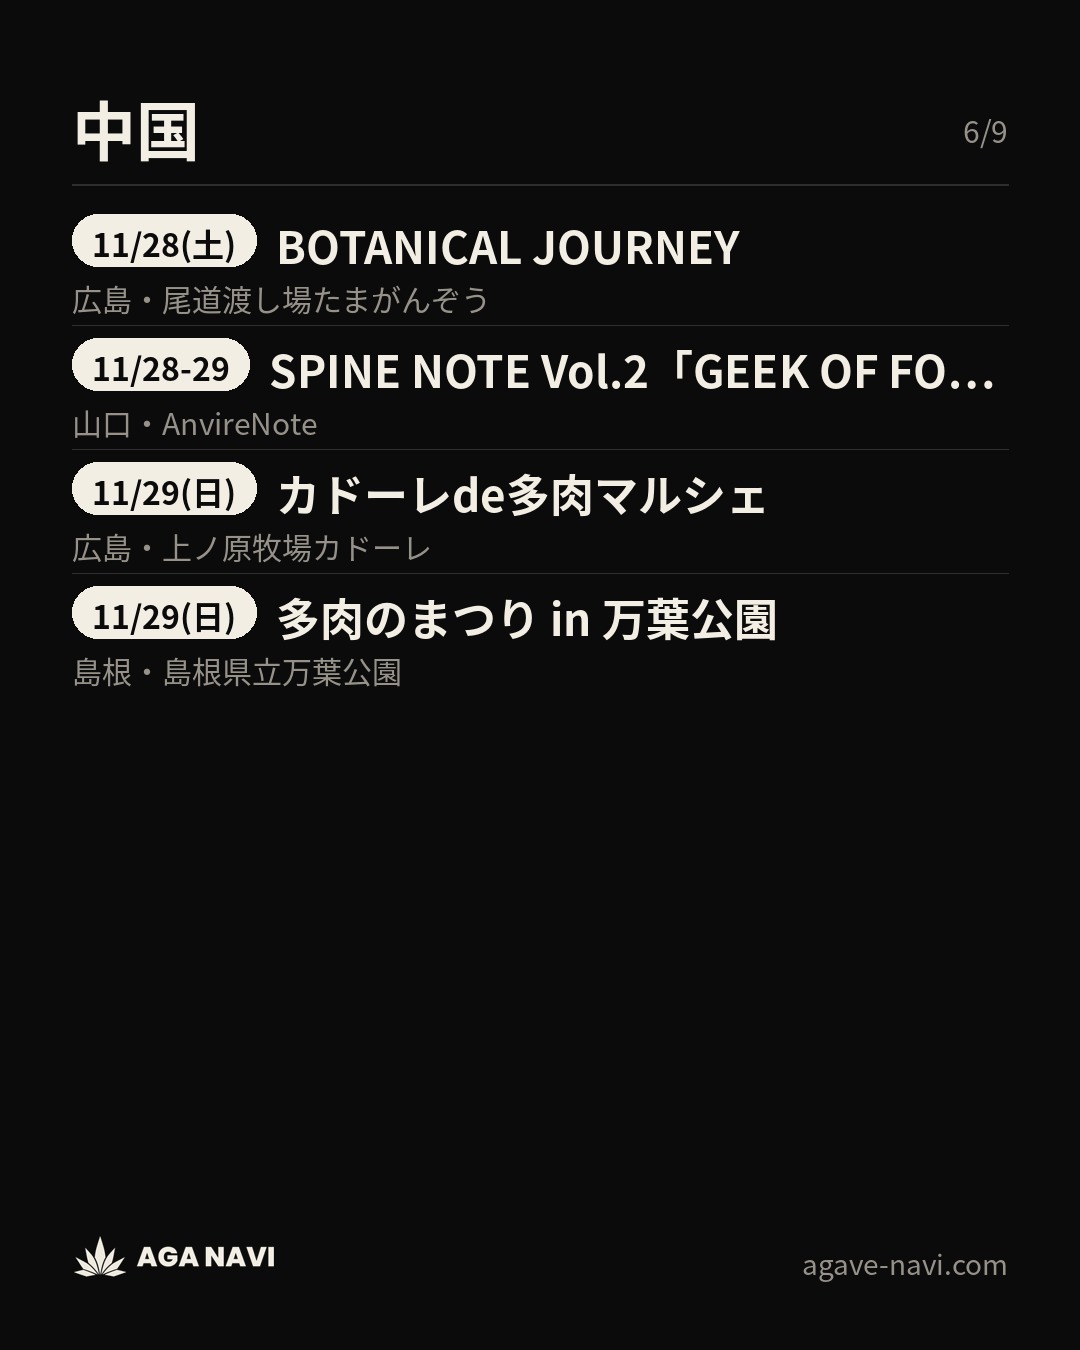 中国
6/9
11/28(土) BOTANICAL JOURNEY
広島・尾道渡し場たまがんぞう
11/28-29 SPINE NOTE Vol.2「GEEK OF FO…
山口・AnvireNote
11/29(日) カドーレde多肉マルシェ
広島・上ノ原牧場カドーレ
11/29(日) 多肉のまつり in 万葉公園
島根・島根県立万葉公園
AGA NAVI
agave-navi.com